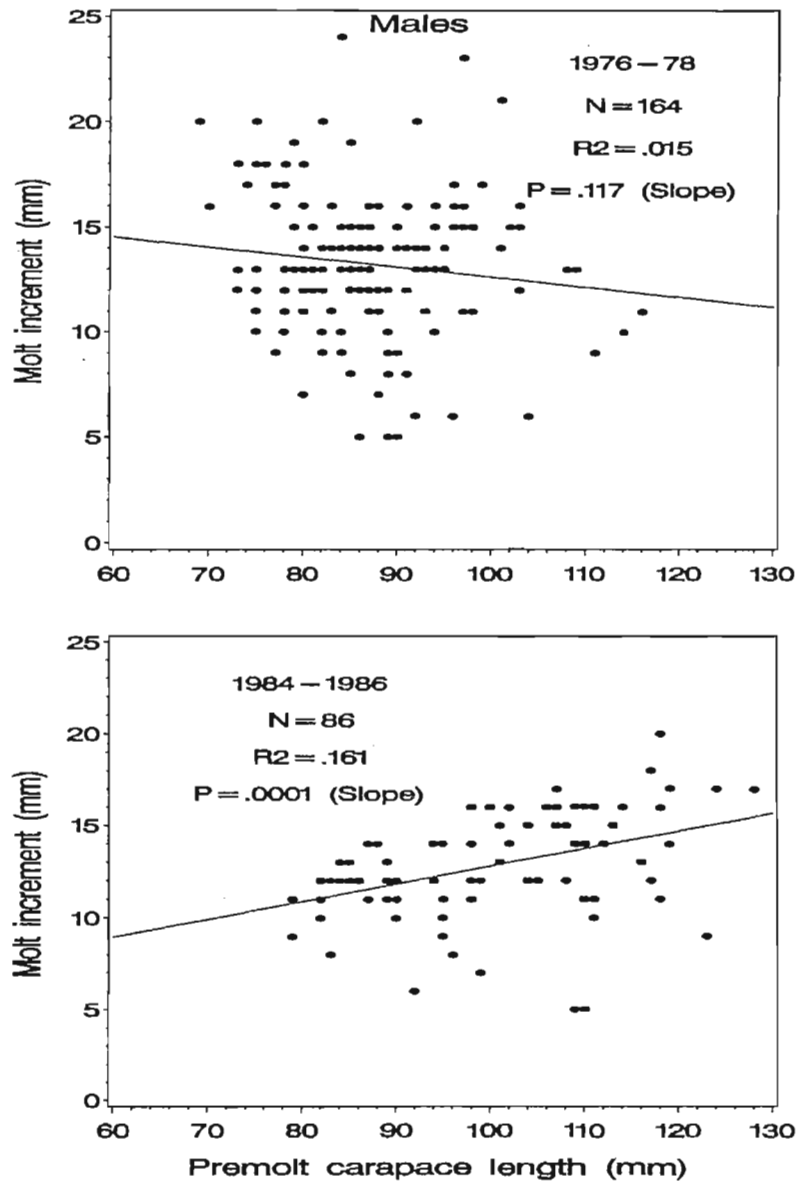 Males
1976-78
N=164
R2=.015
P=.117 (Slope)
Molt increment (mm)
25
20
15
10
5
0
60 70 80 90 100 110 120 130
1984-1986
N=86
R2=.161
P=.0001 (Slope)
Molt increment (mm)
25
20
15
10
5
0
60 70 80 90 100 110 120 130
Premolt carapace length (mm)